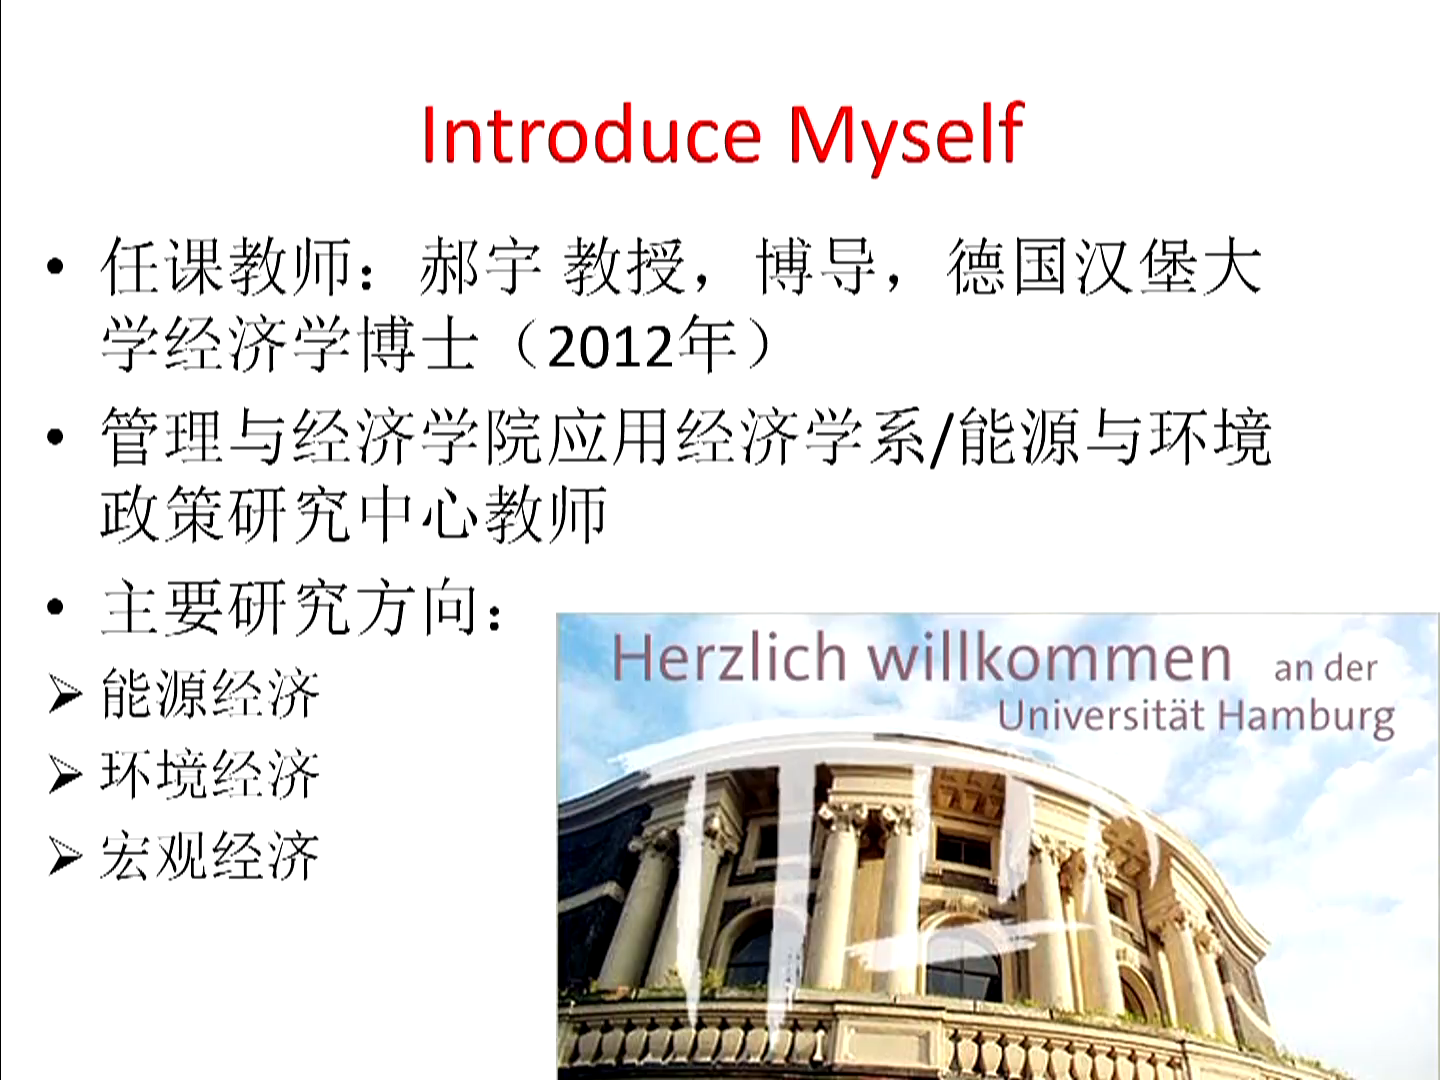 Introduce Myself
• 任课教师：郝宇 教授，博导，德国汉堡大
学经济学博士（2012年）
• 管理与经济学院应用经济学系/能源与环境
政策研究中心教师
• 主要研究方向：
➢ 能源经济
➢ 环境经济
➢ 宏观经济
Herzlich willkommen an der
Universität Hamburg